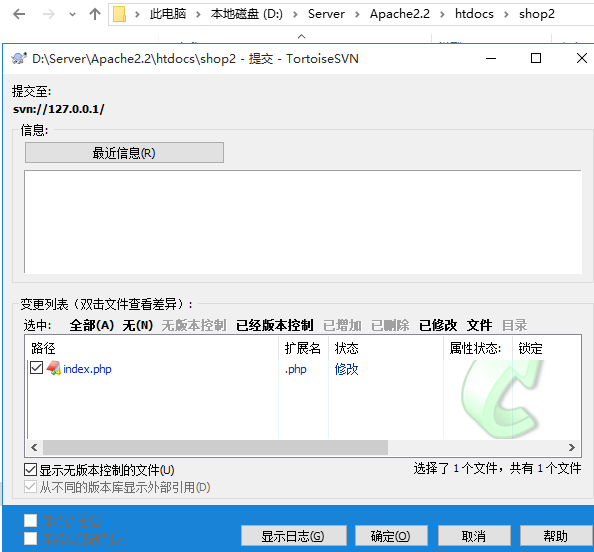 此电脑 › 本地磁盘 (D:) › Server › Apache2.2 › htdocs › shop2
D:\Server\Apache2.2\htdocs\shop2 - 提交 - TortoiseSVN
提交至:
svn://127.0.0.1/
信息:
最近信息(R)
变更列表（双击文件查看差异）:
选中: 全部(A) 无(N) 无版本控制 已经版本控制 已增加 已删除 已修改 文件 目录
路径 扩展名 状态 属性状态: 锁定
index.php .php 修改
显示无版本控制的文件(U)
选择了 1 个文件，共有 1 个文件
从不同的版本库显示外部引用(D)
显示日志(G) 确定(O) 取消 帮助